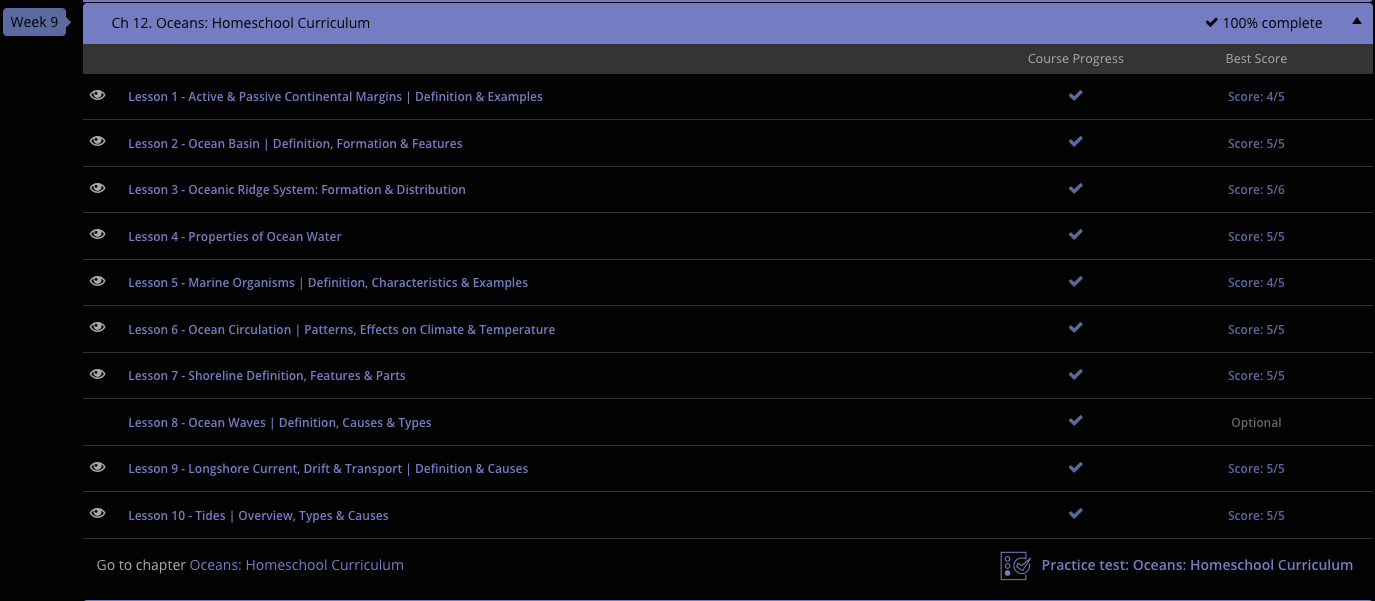 Week 9
Ch 12. Oceans: Homeschool Curriculum 100% complete
Course Progress Best Score
Lesson 1 - Active & Passive Continental Margins | Definition & Examples Score: 4/5
Lesson 2 - Ocean Basin | Definition, Formation & Features Score: 5/5
Lesson 3 - Oceanic Ridge System: Formation & Distribution Score: 5/6
Lesson 4 - Properties of Ocean Water Score: 5/5
Lesson 5 - Marine Organisms | Definition, Characteristics & Examples Score: 4/5
Lesson 6 - Ocean Circulation | Patterns, Effects on Climate & Temperature Score: 5/5
Lesson 7 - Shoreline Definition, Features & Parts Score: 5/5
Lesson 8 - Ocean Waves | Definition, Causes & Types Optional
Lesson 9 - Longshore Current, Drift & Transport | Definition & Causes Score: 5/5
Lesson 10 - Tides | Overview, Types & Causes Score: 5/5
Go to chapter Oceans: Homeschool Curriculum Practice test: Oceans: Homeschool Curriculum